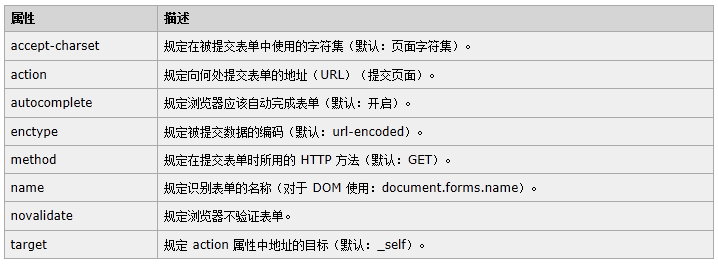 属性 描述
accept-charset 规定在被提交表单中使用的字符集（默认：页面字符集）。
action 规定向何处提交表单的地址（URL）（提交页面）。
autocomplete 规定浏览器应该自动完成表单（默认：开启）。
enctype 规定被提交数据的编码（默认：url-encoded）。
method 规定在提交表单时所用的 HTTP 方法（默认：GET）。
name 规定识别表单的名称（对于 DOM 使用：document.forms.name）。
novalidate 规定浏览器不验证表单。
target 规定 action 属性中地址的目标（默认：_self）。